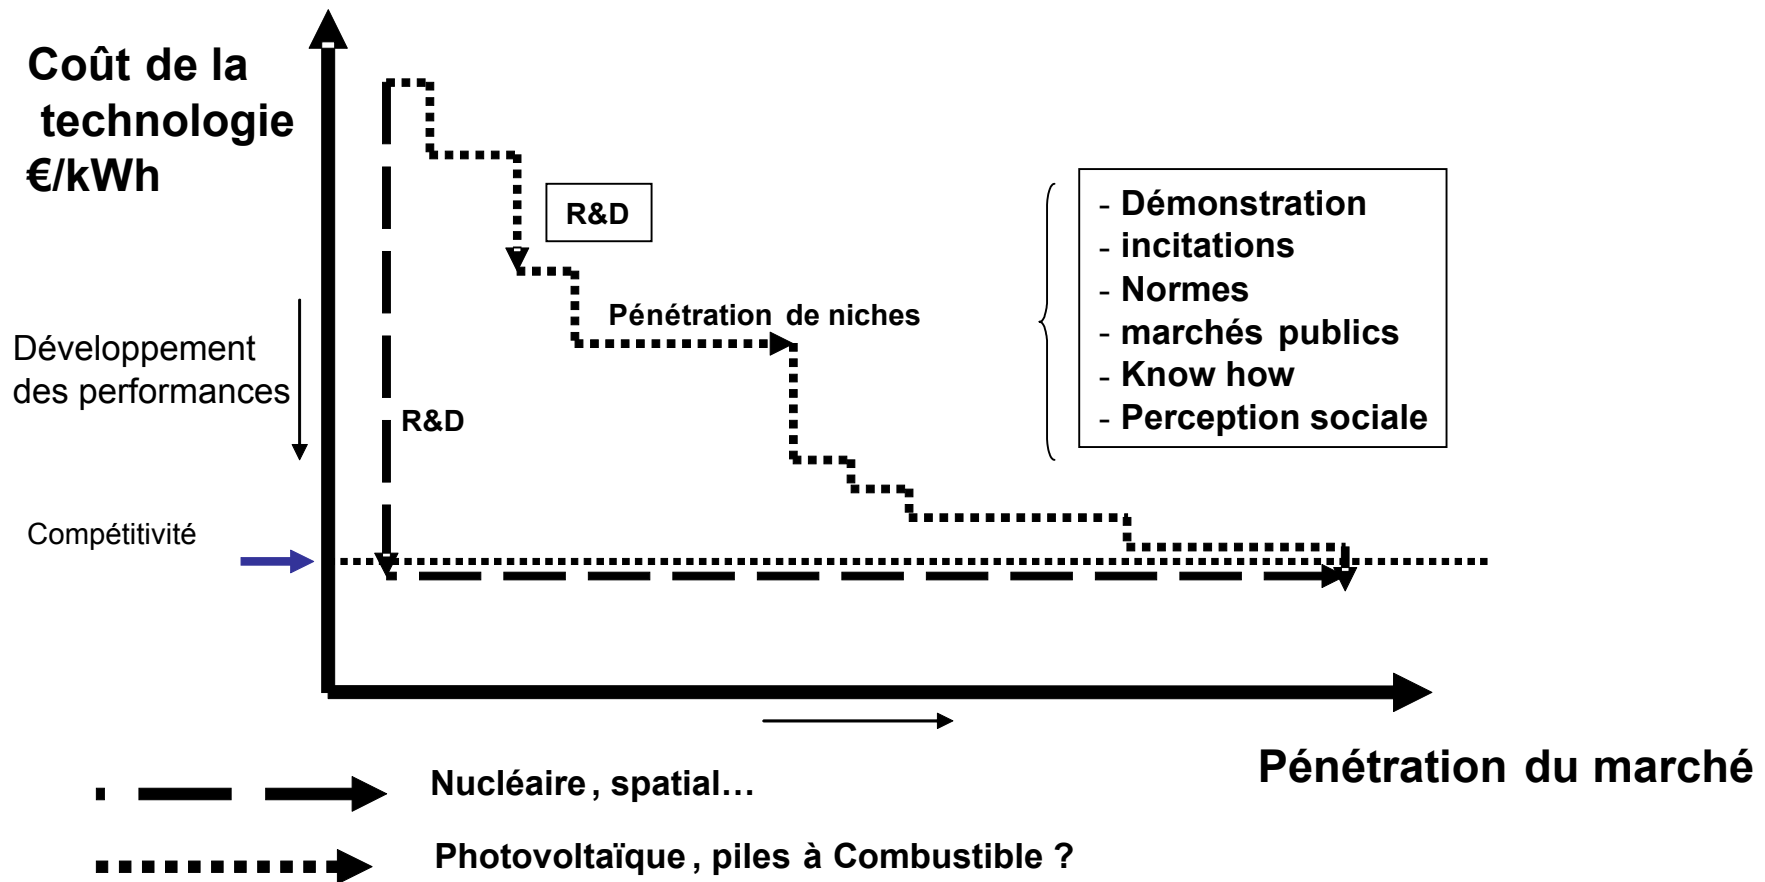 Coût de la
technologie
€/kWh
R&D
- Démonstration
- incitations
- Normes
- marchés publics
- Know how
- Perception sociale
Pénétration de niches
Développement
des performances
R&D
Compétitivité
Pénétration du marché
Nucléaire, spatial...
Photovoltaïque, piles à Combustible ?